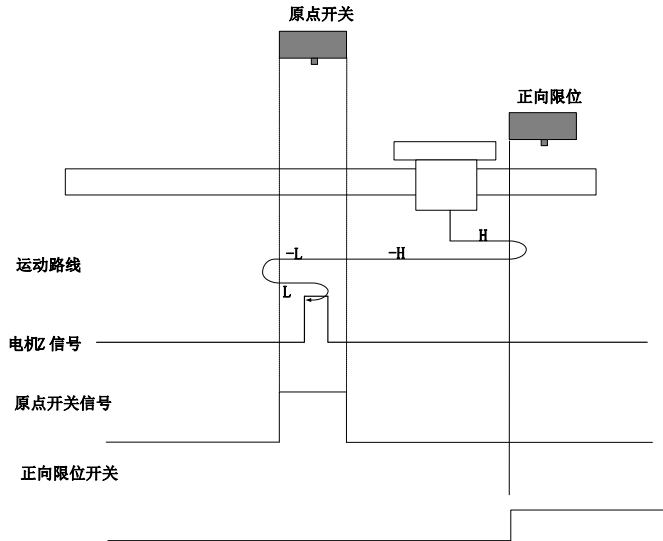 原点开关
正向限位
H
-L
-H
运动路线
L
电机Z 信号
原点开关信号
正向限位开关